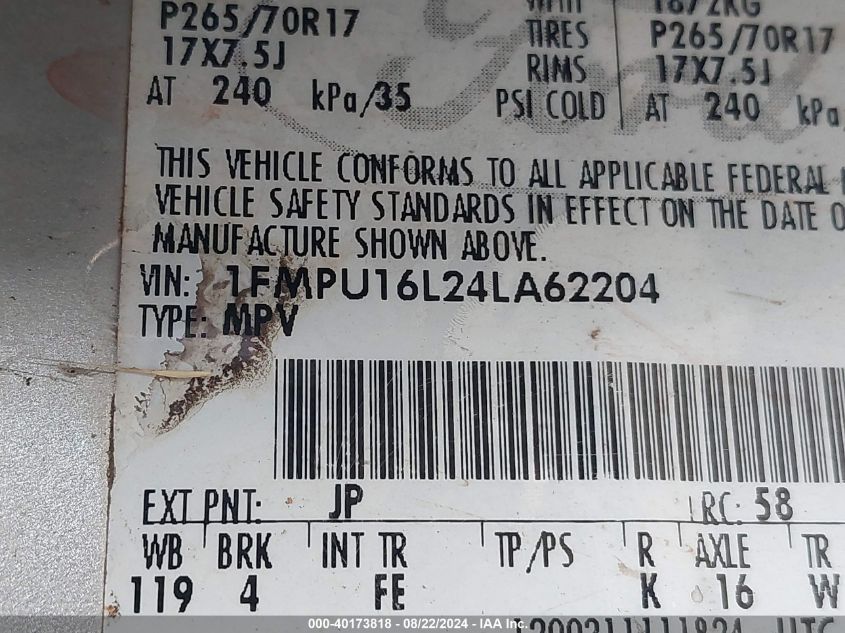 P265/70R17 TIRES P265/70R17
17X7.5J RIMS 17X7.5J
AT 240 kPa/35 PSI COLD AT 240 kPa
THIS VEHICLE CONFORMS TO ALL APPLICABLE FEDERAL
VEHICLE SAFETY STANDARDS IN EFFECT ON THE DATE O
MANUFACTURE SHOWN ABOVE.
VIN: 1FMPU16L24LA62204
TYPE: MPV
EXT PNT: JP RC: 58
WB BRK INT TR TP/PS R AXLE TR
119 4 FE K 16 W
000-40173818 - 08/22/2024 - IAA Inc.